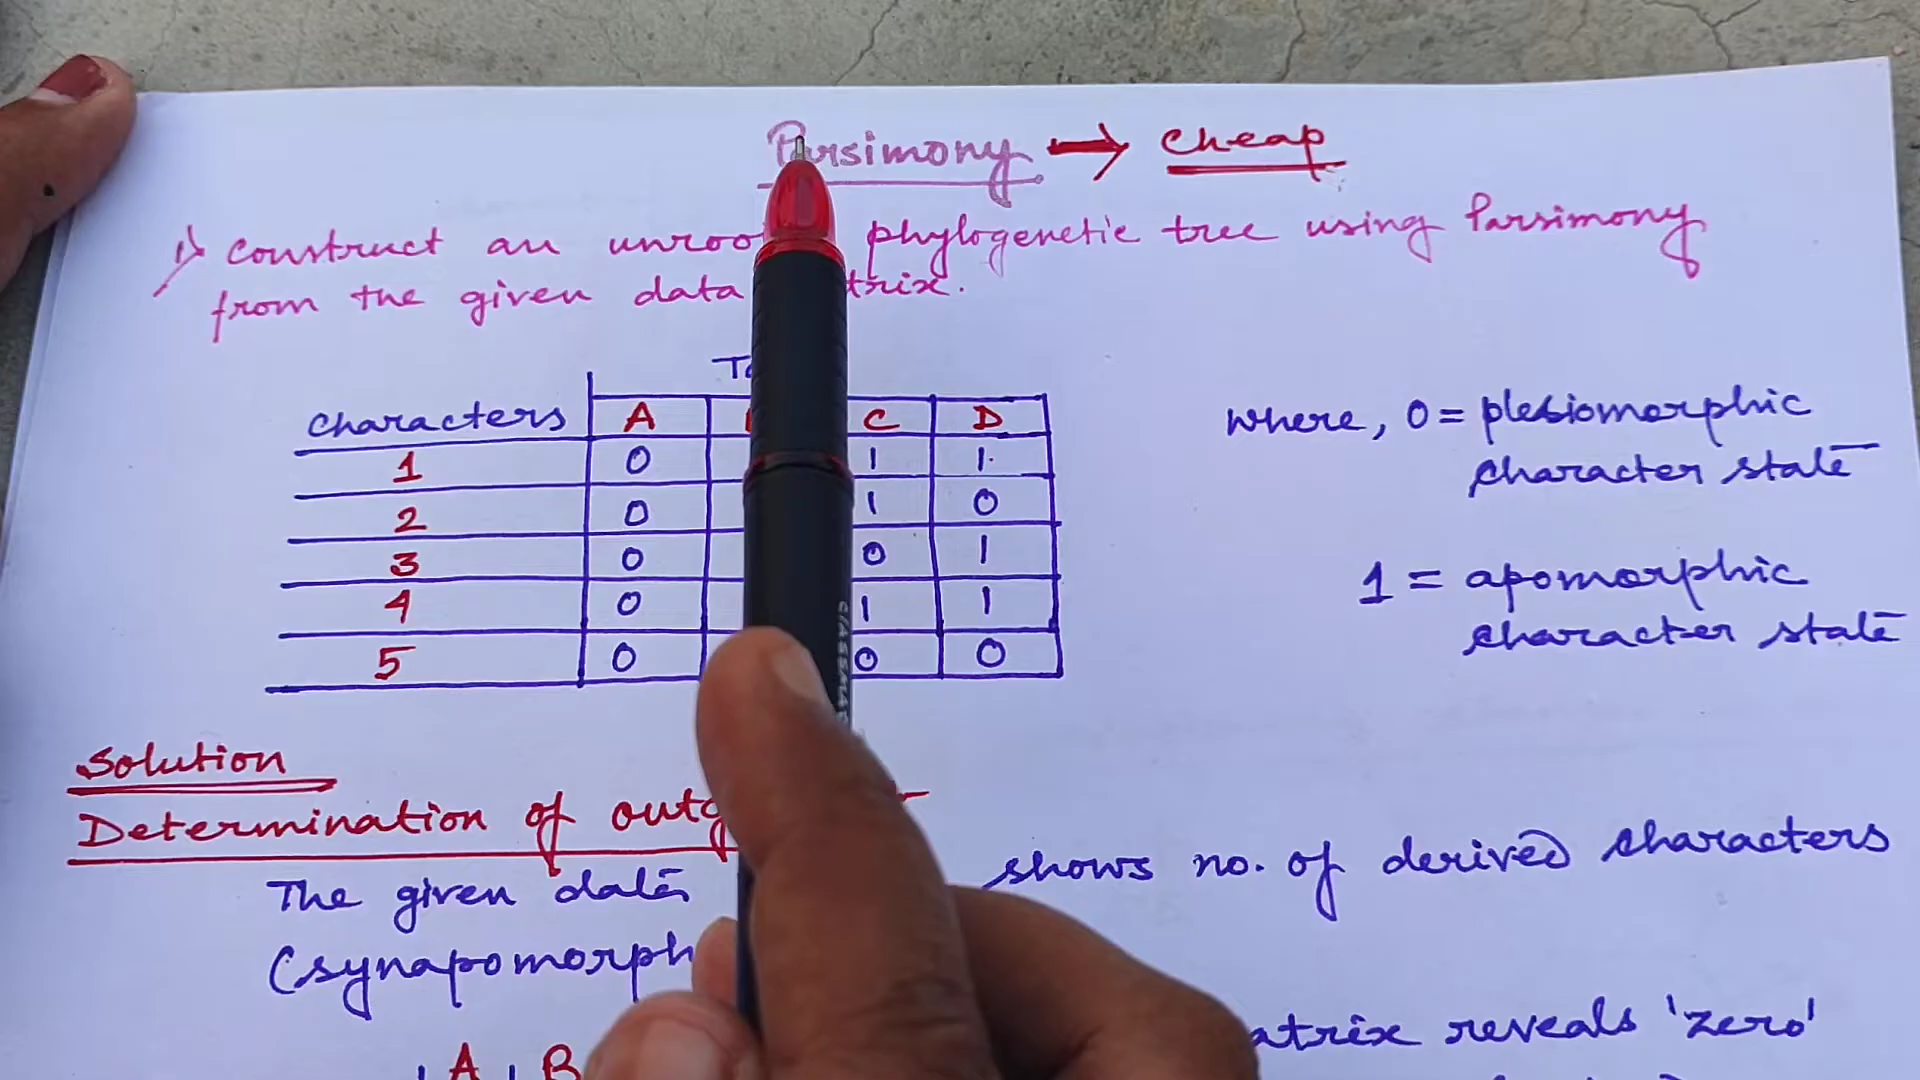 Parsimony → Cheap
1) Construct an unroo phylogenetic tree using Parsimony
from the given data trix.
characters A C D
1 0 1 1
2 0 1 0
3 0 0 1
4 0 1 1
5 0 0 0
where, 0 = plesiomorphic
character state
1 = apomorphic
character state
CLASSMA
Solution
Determination of outg
The given data shows no. of derived characters
(synapomorph
atrix reveals 'zero'
A B